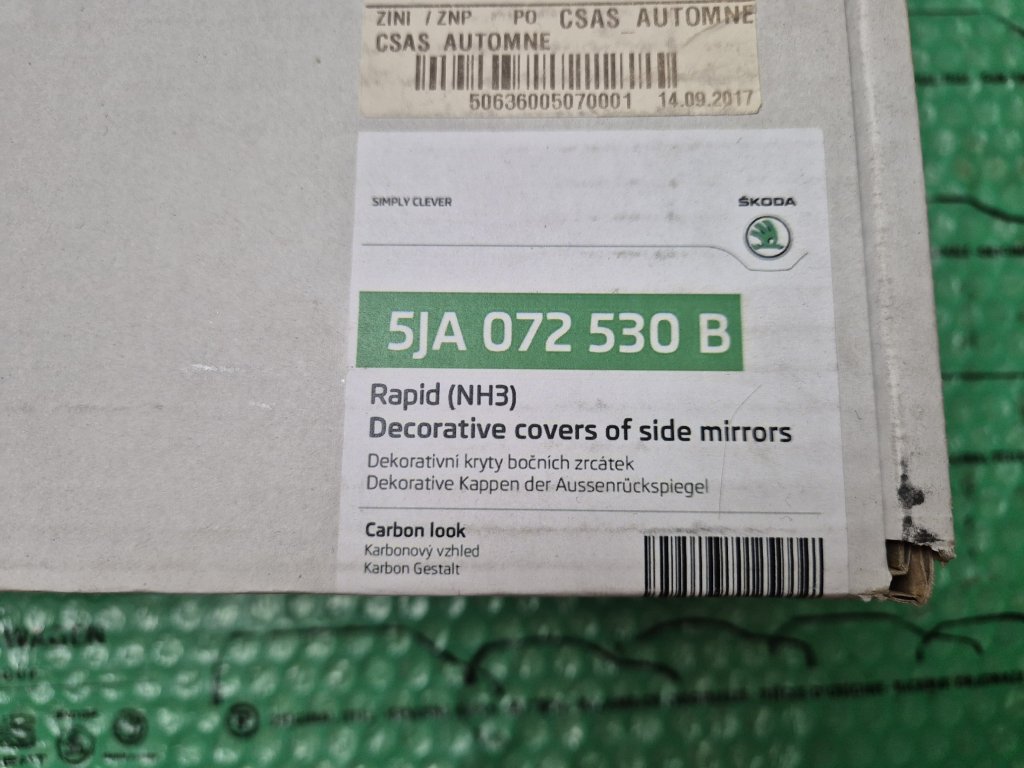 ZINI / ZNP PO CSAS AUTOMNE
CSAS AUTOMNE
50636005070001 14.09.2017
SIMPLY CLEVER
ŠKODA
5JA 072 530 B
Rapid (NH3)
Decorative covers of side mirrors
Dekorativní kryty bočních zrcátek
Dekorative Kappen der Aussenrückspiegel
Carbon look
Karbonový vzhled
Karbon Gestalt